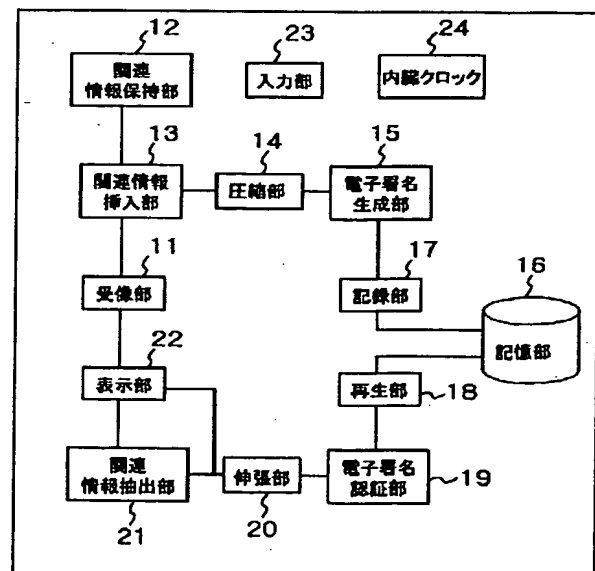 12
関連
情報保持部
23
入力部
24
内臓クロック
13
関連情報
挿入部
14
圧縮部
15
電子署名
生成部
11
受像部
17
記録部
16
記憶部
22
表示部
再生部
18
関連
情報抽出部
21
伸張部
20
電子署名
認証部
19